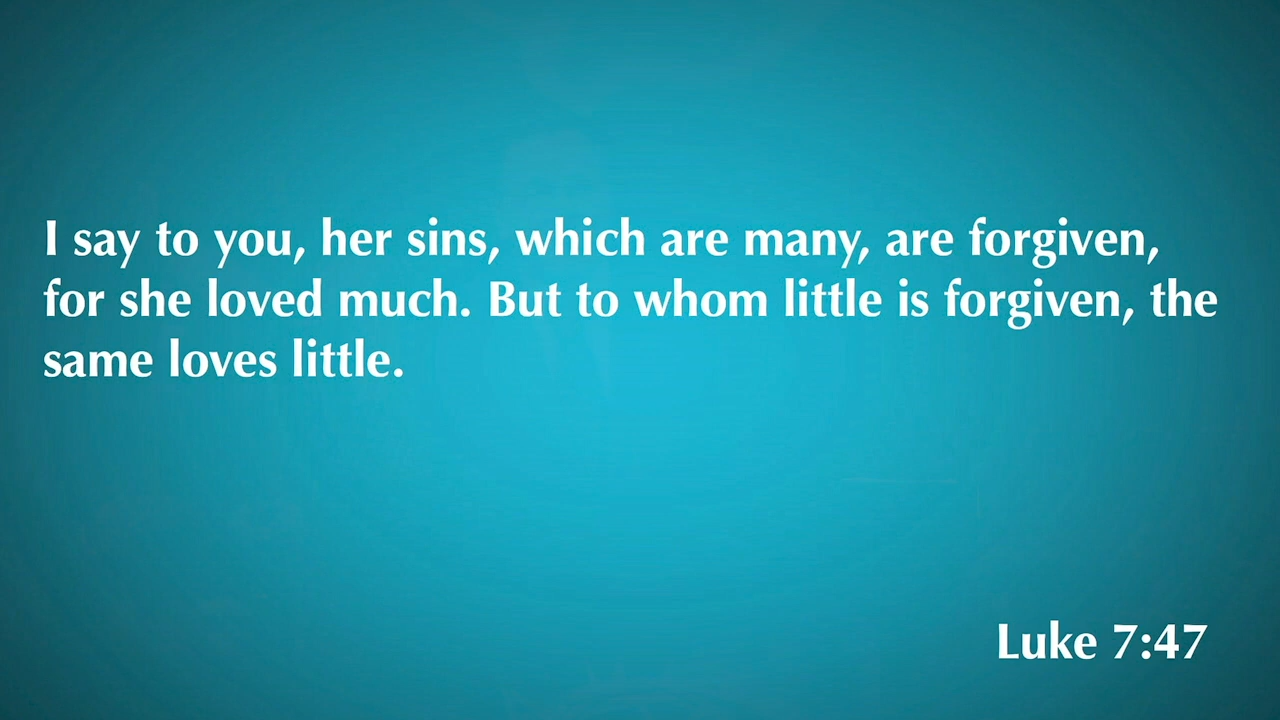 I say to you, her sins, which are many, are forgiven,
for she loved much. But to whom little is forgiven, the
same loves little.
Luke 7:47